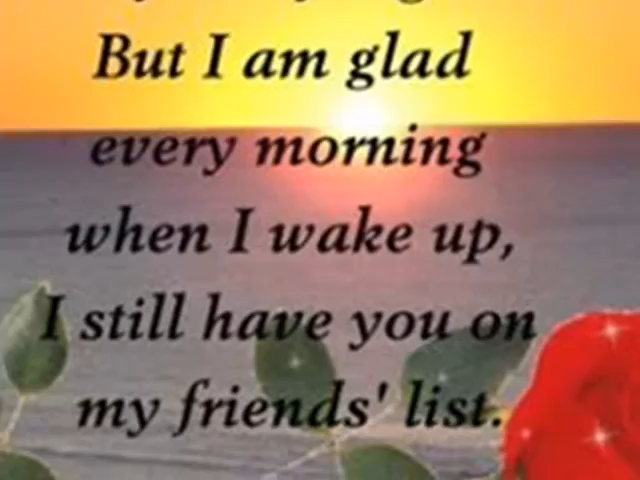 But I am glad
every morning
when I wake up,
I still have you on
my friends' list.